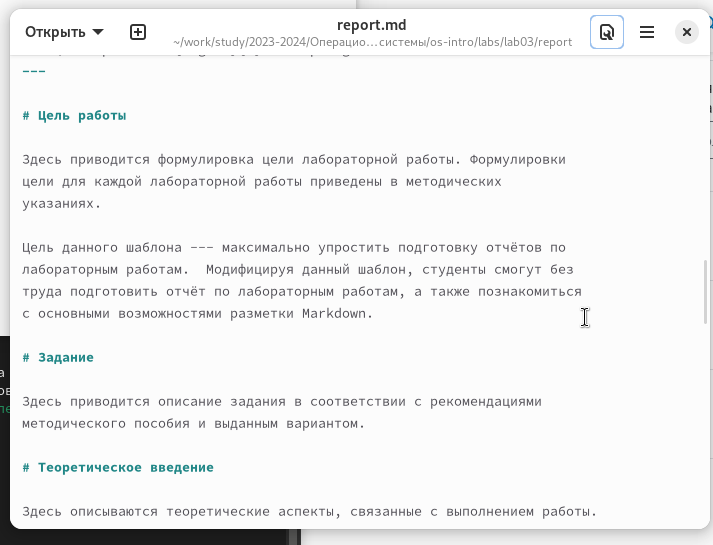 Открыть
report.md
~/work/study/2023-2024/Операцио…системы/os-intro/labs/lab03/report
---
# Цель работы
Здесь приводится формулировка цели лабораторной работы. Формулировки
цели для каждой лабораторной работы приведены в методических
указаниях.
Цель данного шаблона --- максимально упростить подготовку отчётов по
лабораторным работам.  Модифицируя данный шаблон, студенты смогут без
труда подготовить отчёт по лабораторным работам, а также познакомиться
с основными возможностями разметки Markdown.
# Задание
Здесь приводится описание задания в соответствии с рекомендациями
методического пособия и выданным вариантом.
# Теоретическое введение
Здесь описываются теоретические аспекты, связанные с выполнением работы.